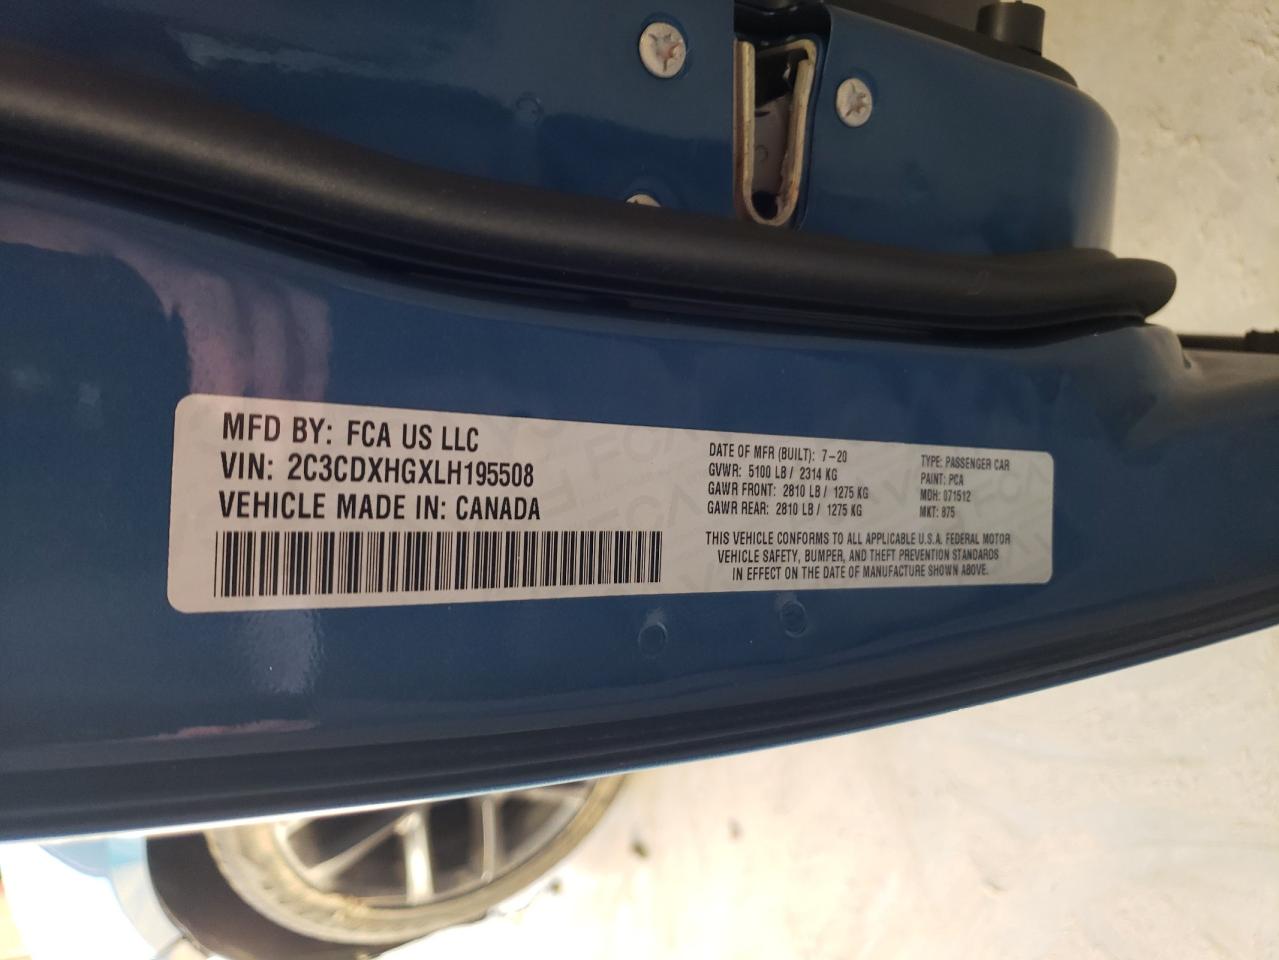 MFD BY: FCA US LLC
VIN: 2C3CDXHGXLH195508
VEHICLE MADE IN: CANADA
DATE OF MFR (BUILT): 7-20
GVWR: 5100 LB / 2314 KG
GAWR FRONT: 2810 LB / 1275 KG
GAWR REAR: 2810 LB / 1275 KG
TYPE: PASSENGER CAR
PAINT: PCA
MDH: 071512
MKT: 875
THIS VEHICLE CONFORMS TO ALL APPLICABLE U.S.A. FEDERAL MOTOR
VEHICLE SAFETY, BUMPER, AND THEFT PREVENTION STANDARDS
IN EFFECT ON THE DATE OF MANUFACTURE SHOWN ABOVE.